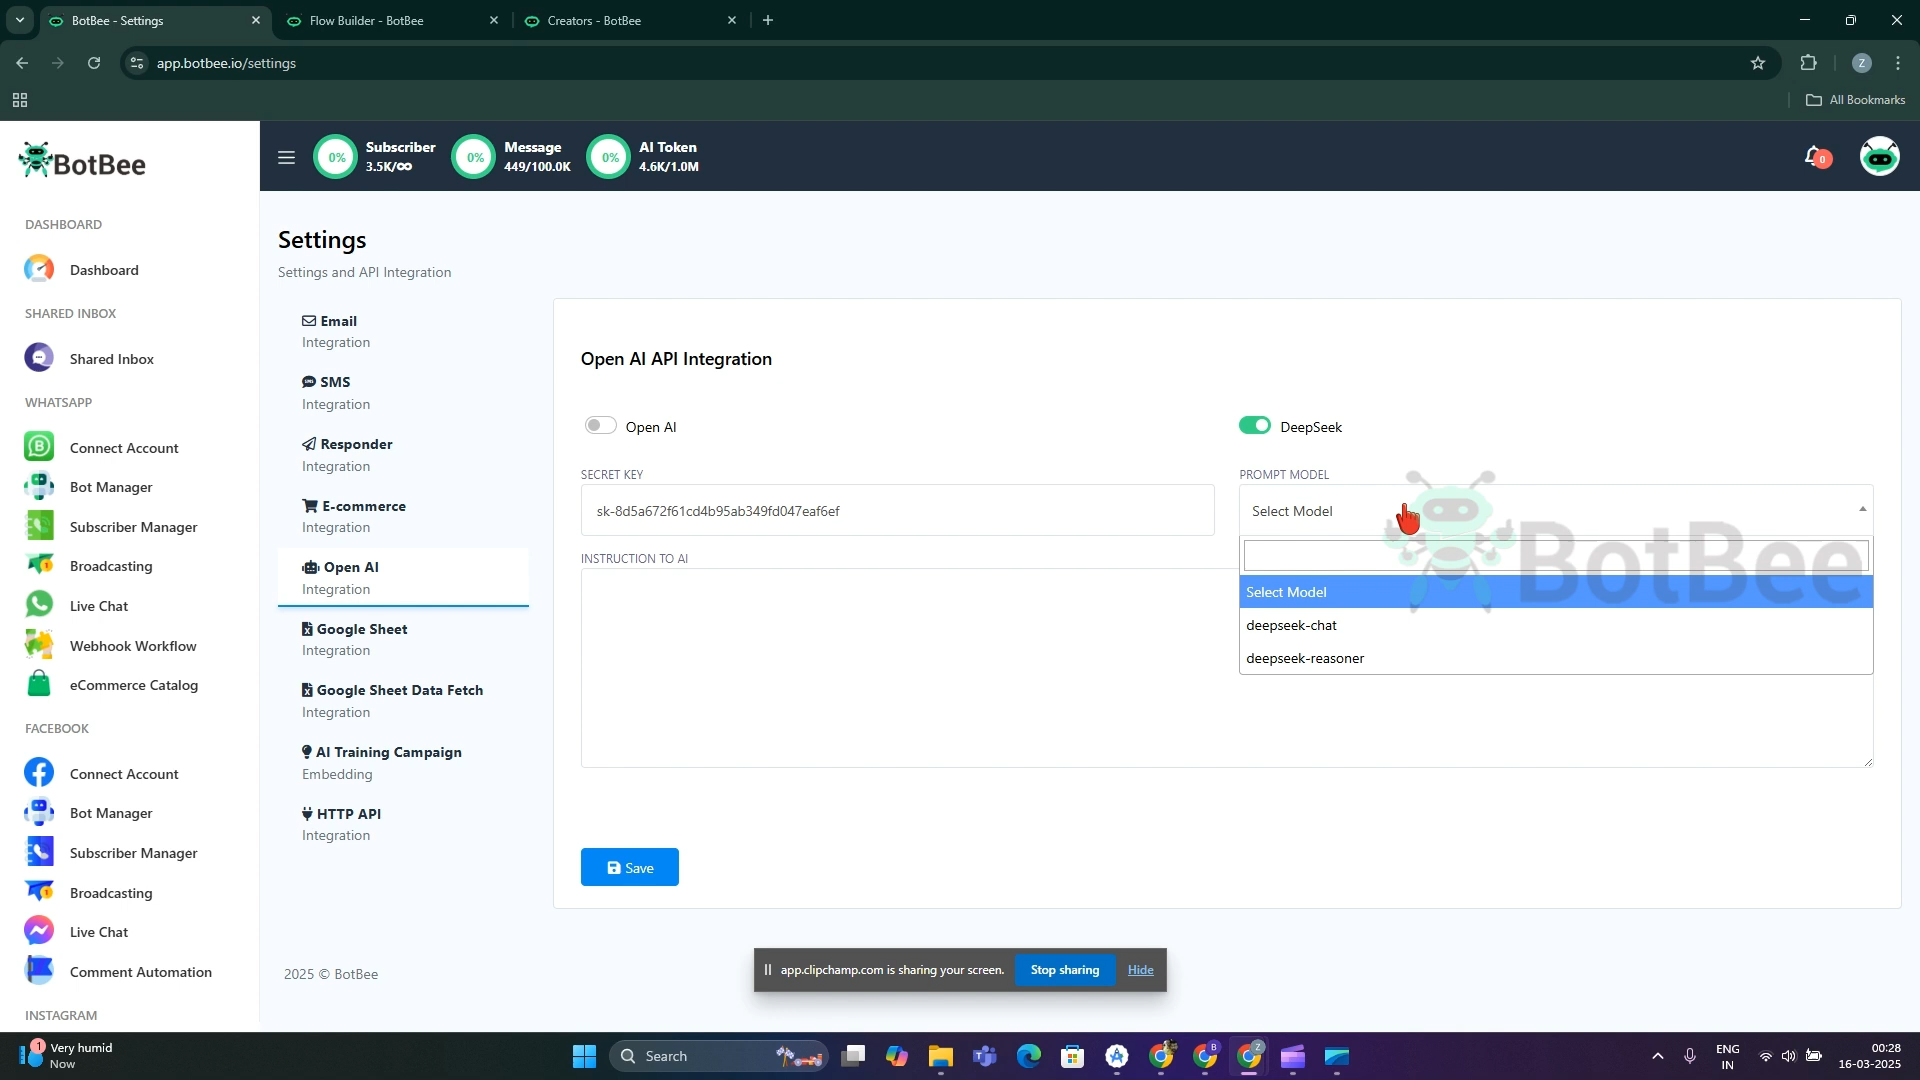 BotBee - Settings
Flow Builder - BotBee
Creators - BotBee
app.botbee.io/settings
Z
All Bookmarks
BotBee
0%
Subscriber
3.5K/∞
0%
Message
449/100.0K
0%
AI Token
4.6K/1.0M
0
DASHBOARD
Dashboard
SHARED INBOX
Shared Inbox
WHATSAPP
Connect Account
Bot Manager
Subscriber Manager
Broadcasting
Live Chat
Webhook Workflow
eCommerce Catalog
FACEBOOK
Connect Account
Bot Manager
Subscriber Manager
Broadcasting
Live Chat
Comment Automation
INSTAGRAM
Settings
Settings and API Integration
Email
Integration
SMS
Integration
Responder
Integration
E-commerce
Integration
Open AI
Integration
Google Sheet
Integration
Google Sheet Data Fetch
Integration
AI Training Campaign
Embedding
HTTP API
Integration
Open AI API Integration
Open AI
DeepSeek
SECRET KEY
sk-8d5a672f61cd4b95ab349fd047eaf6ef
PROMPT MODEL
Select Model
Select Model
deepseek-chat
deepseek-reasoner
BotBee
INSTRUCTION TO AI
Save
2025 © BotBee
app.clipchamp.com is sharing your screen.
Stop sharing
Hide
1
Very humid
Now
Search
B
Z
ENG
IN
00:28
16-03-2025